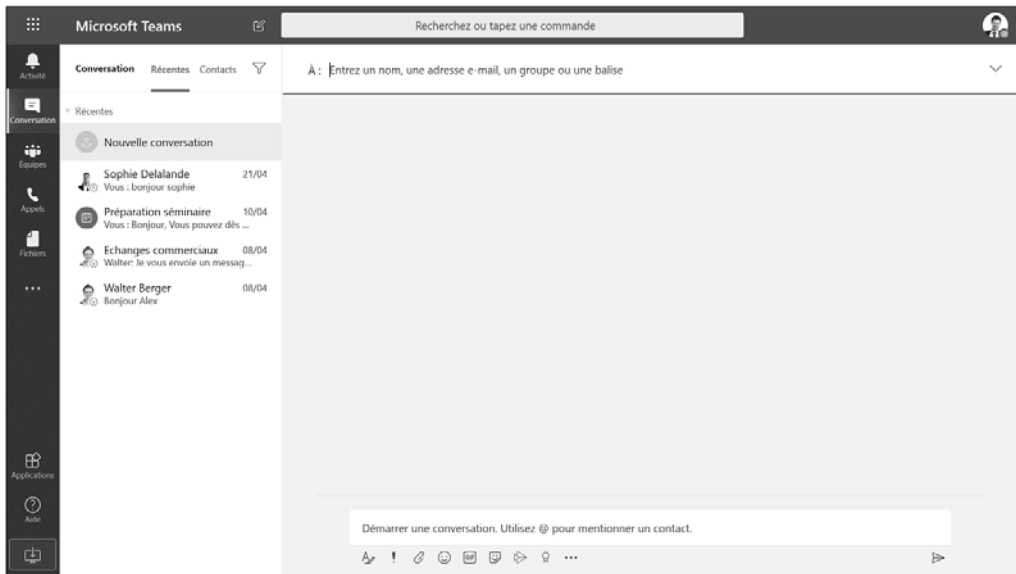 Microsoft Teams
Recherchez ou tapez une commande
Activité
Conversation
Équipes
Appels
Fichiers
Applications
Aide
Conversation Récentes Contacts
Récentes
Nouvelle conversation
Sophie Delalande 21/04
Vous : bonjour sophie
Préparation séminaire 10/04
Vous : Bonjour, Vous pouvez dès ...
Echanges commerciaux 08/04
Walter: Je vous envoie un messag...
Walter Berger 08/04
Bonjour Alex
À : Entrez un nom, une adresse e-mail, un groupe ou une balise
Démarrer une conversation. Utilisez @ pour mentionner un contact.
GIF